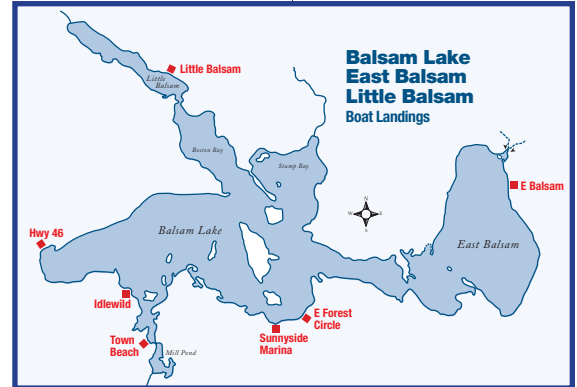 Balsam Lake
East Balsam
Little Balsam
Boat Landings
Little Balsam
Little
Balsam
Boston Bay
Stump Bay
N
W
E
S
E Balsam
Hwy 46
Balsam Lake
East Balsam
Idlewild
E Forest
Circle
Sunnyside
Marina
Town
Beach
Mill Pond